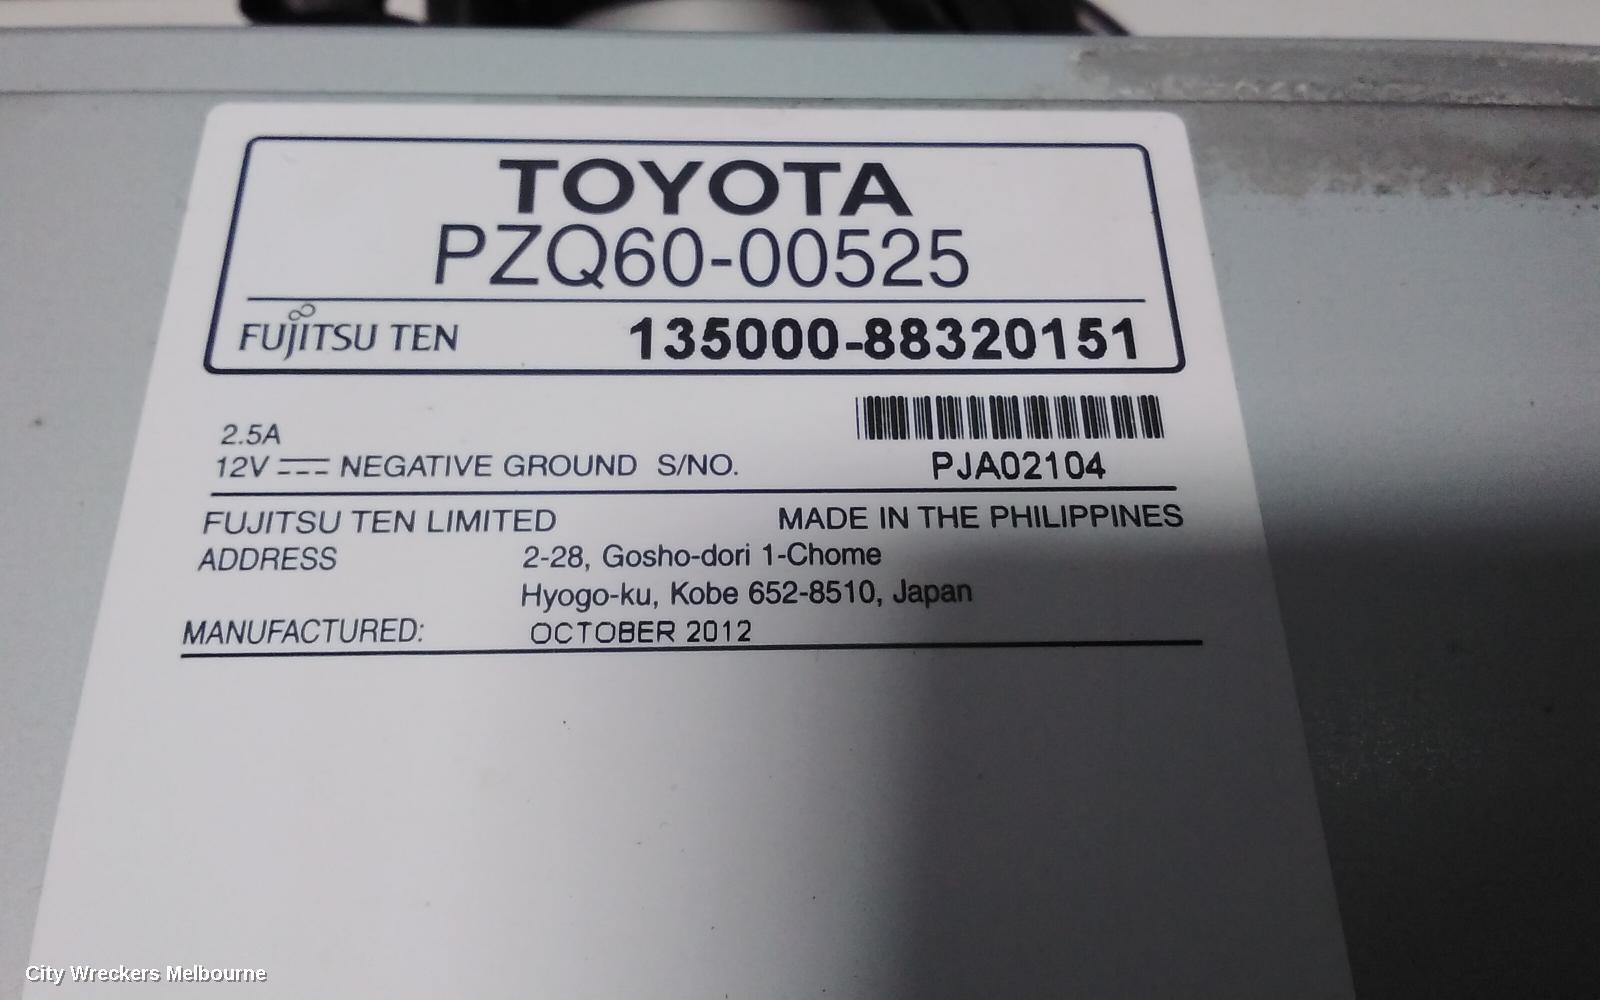 TOYOTA
PZQ60-00525
FUJITSU TEN 135000-88320151
2.5A
12V NEGATIVE GROUND S/NO. PJA02104
FUJITSU TEN LIMITED MADE IN THE PHILIPPINES
ADDRESS 2-28, Gosho-dori 1-Chome
Hyogo-ku, Kobe 652-8510, Japan
MANUFACTURED: OCTOBER 2012
City Wreckers Melbourne